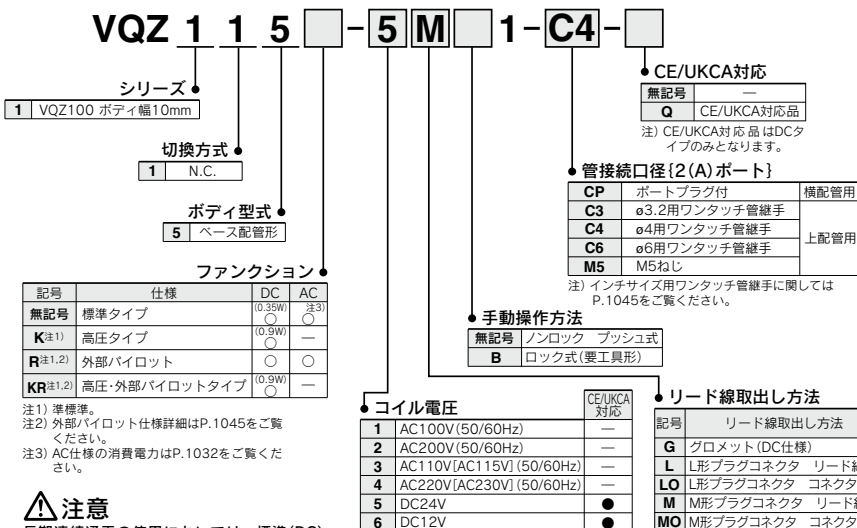 VQZ 1 1 5 □-5 M □ 1-C4-□
シリーズ
1 VQZ100 ボディ幅10mm
切換方式
1 N.C.
ボディ型式
5 ベース配管形
ファンクション
記号 仕様 DC AC
無記号 標準タイプ (0.35W) ○ 注3) ○
K注1) 高圧タイプ (0.9W) ○ —
R注1,2) 外部パイロット ○ ○
KR注1,2) 高圧・外部パイロットタイプ (0.9W) ○ —
注1) 準標準。
注2) 外部パイロット仕様詳細はP.1045をご覧
ください。
注3) AC仕様の消費電力はP.1032をご覧くだ
さい。
注意
CE/UKCA対応
無記号 —
Q CE/UKCA対応品
注) CE/UKCA対応品はDCタ
イプのみとなります。
管接続口径{2(A)ポート}
CP ポートプラグ付 横配管用
C3 ø3.2用ワンタッチ管継手
C4 ø4用ワンタッチ管継手
C6 ø6用ワンタッチ管継手
M5 M5ねじ
上配管用
注) インチサイズ用ワンタッチ管継手に関しては
P.1045をご覧ください。
手動操作方法
無記号 ノンロック プッシュ式
B ロック式(要工具形)
コイル電圧 CE/UKCA対応
1 AC100V(50/60Hz) —
2 AC200V(50/60Hz) —
3 AC110V[AC115V](50/60Hz) —
4 AC220V[AC230V](50/60Hz) —
5 DC24V ●
6 DC12V ●
リード線取出し方法
記号 リード線取出し方法
G グロメット(DC仕様)
L L形プラグコネクタ リード線
LO L形プラグコネクタ コネクタ
M M形プラグコネクタ リード線
MO M形プラグコネクタ コネクタ